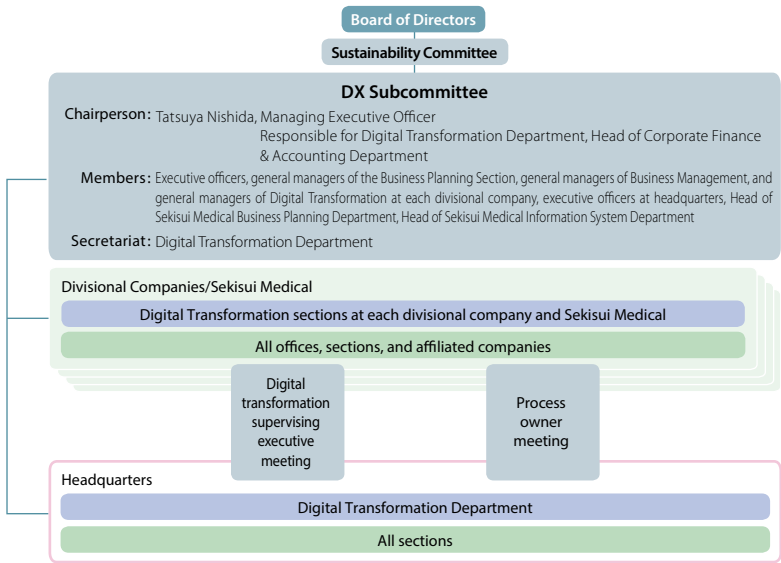 Board of Directors
Sustainability Committee
DX Subcommittee
Chairperson: Tatsuya Nishida, Managing Executive Officer
Responsible for Digital Transformation Department, Head of Corporate Finance
& Accounting Department
Members: Executive officers, general managers of the Business Planning Section, general managers of Business Management, and
general managers of Digital Transformation at each divisional company, executive officers at headquarters, Head of
Sekisui Medical Business Planning Department, Head of Sekisui Medical Information System Department
Secretariat: Digital Transformation Department
Divisional Companies/Sekisui Medical
Digital Transformation sections at each divisional company and Sekisui Medical
All offices, sections, and affiliated companies
Digital
transformation
supervising
executive
meeting
Process
owner
meeting
Headquarters
Digital Transformation Department
All sections